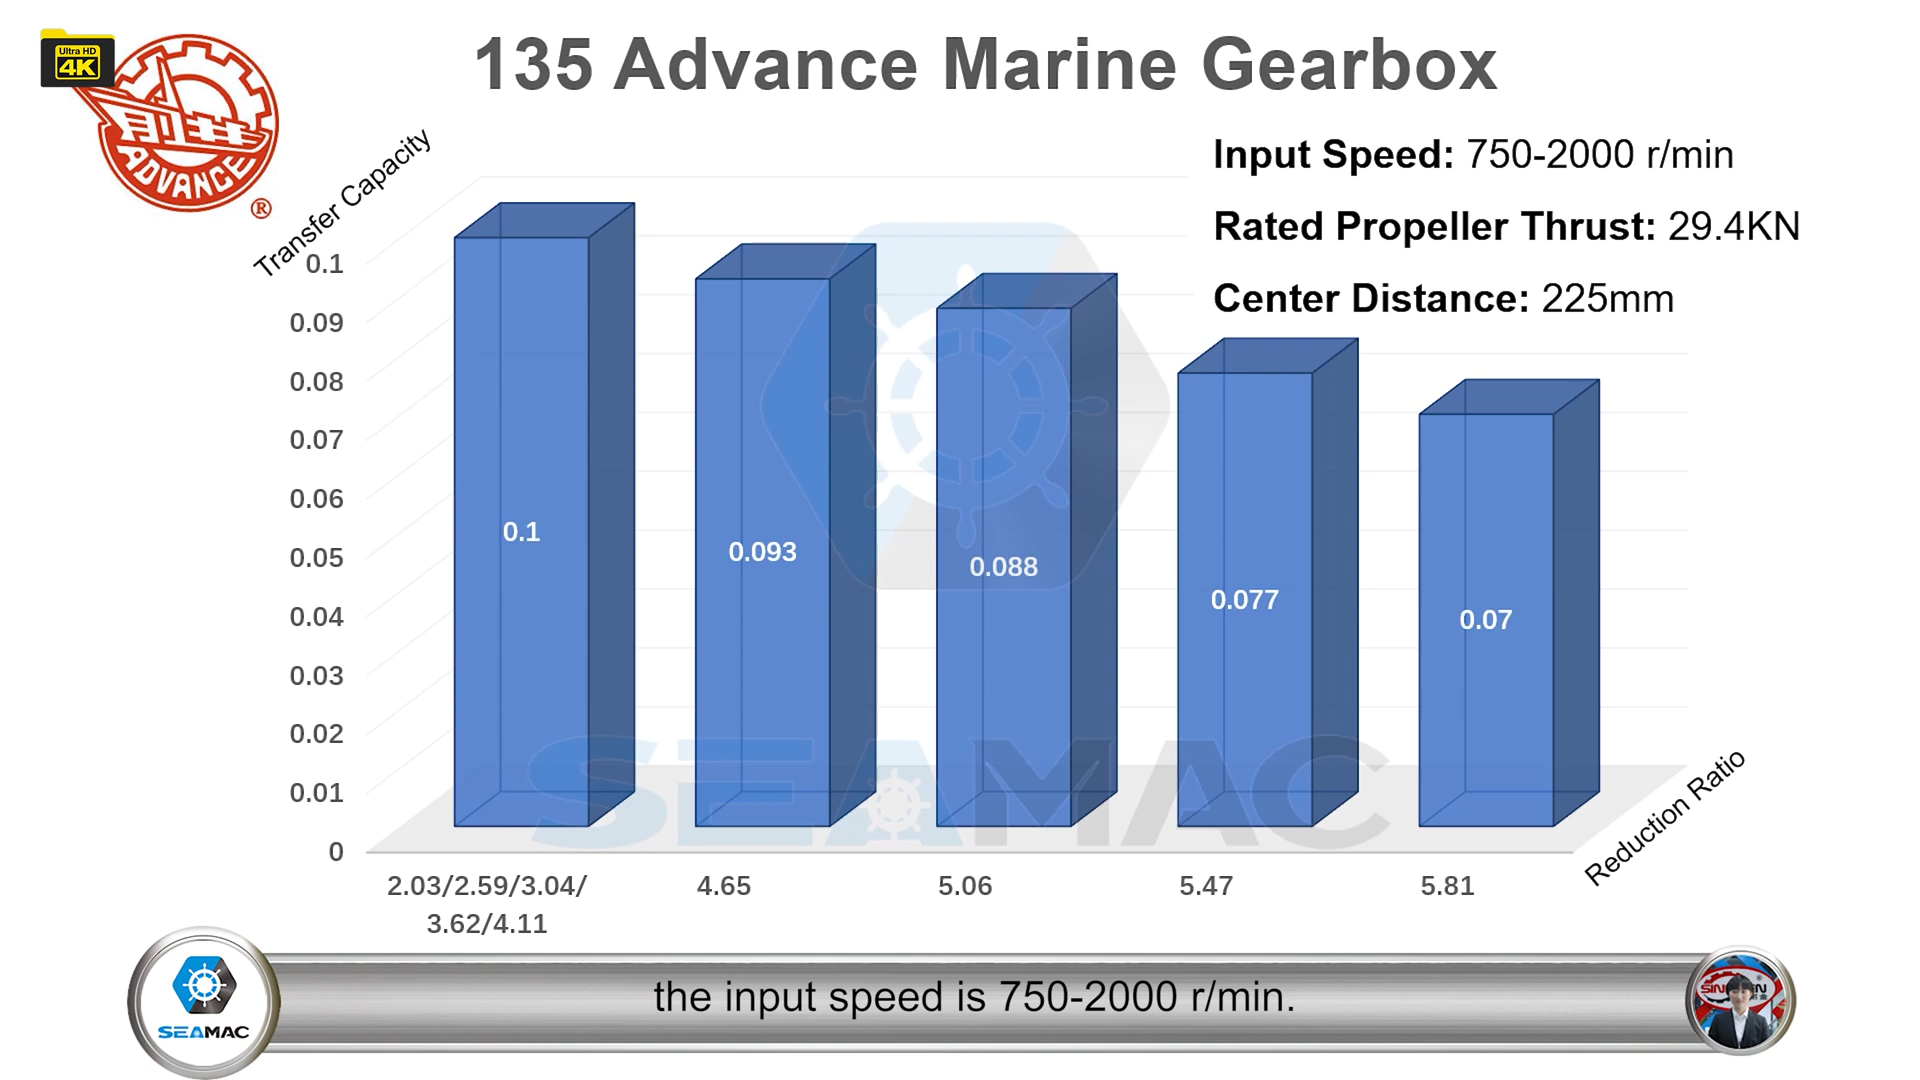 Ultra HD
4K
前进
ADVANCE
®
135 Advance Marine Gearbox
Input Speed: 750-2000 r/min
Rated Propeller Thrust: 29.4KN
Center Distance: 225mm
Transfer Capacity
0.1
0.09
0.08
0.07
0.06
0.05
0.04
0.03
0.02
0.01
0
0.1
0.093
0.088
0.077
0.07
SEAMAC
2.03/2.59/3.04/
3.62/4.11
4.65
5.06
5.47
5.81
Reduction Ratio
SEAMAC
the input speed is 750-2000 r/min.